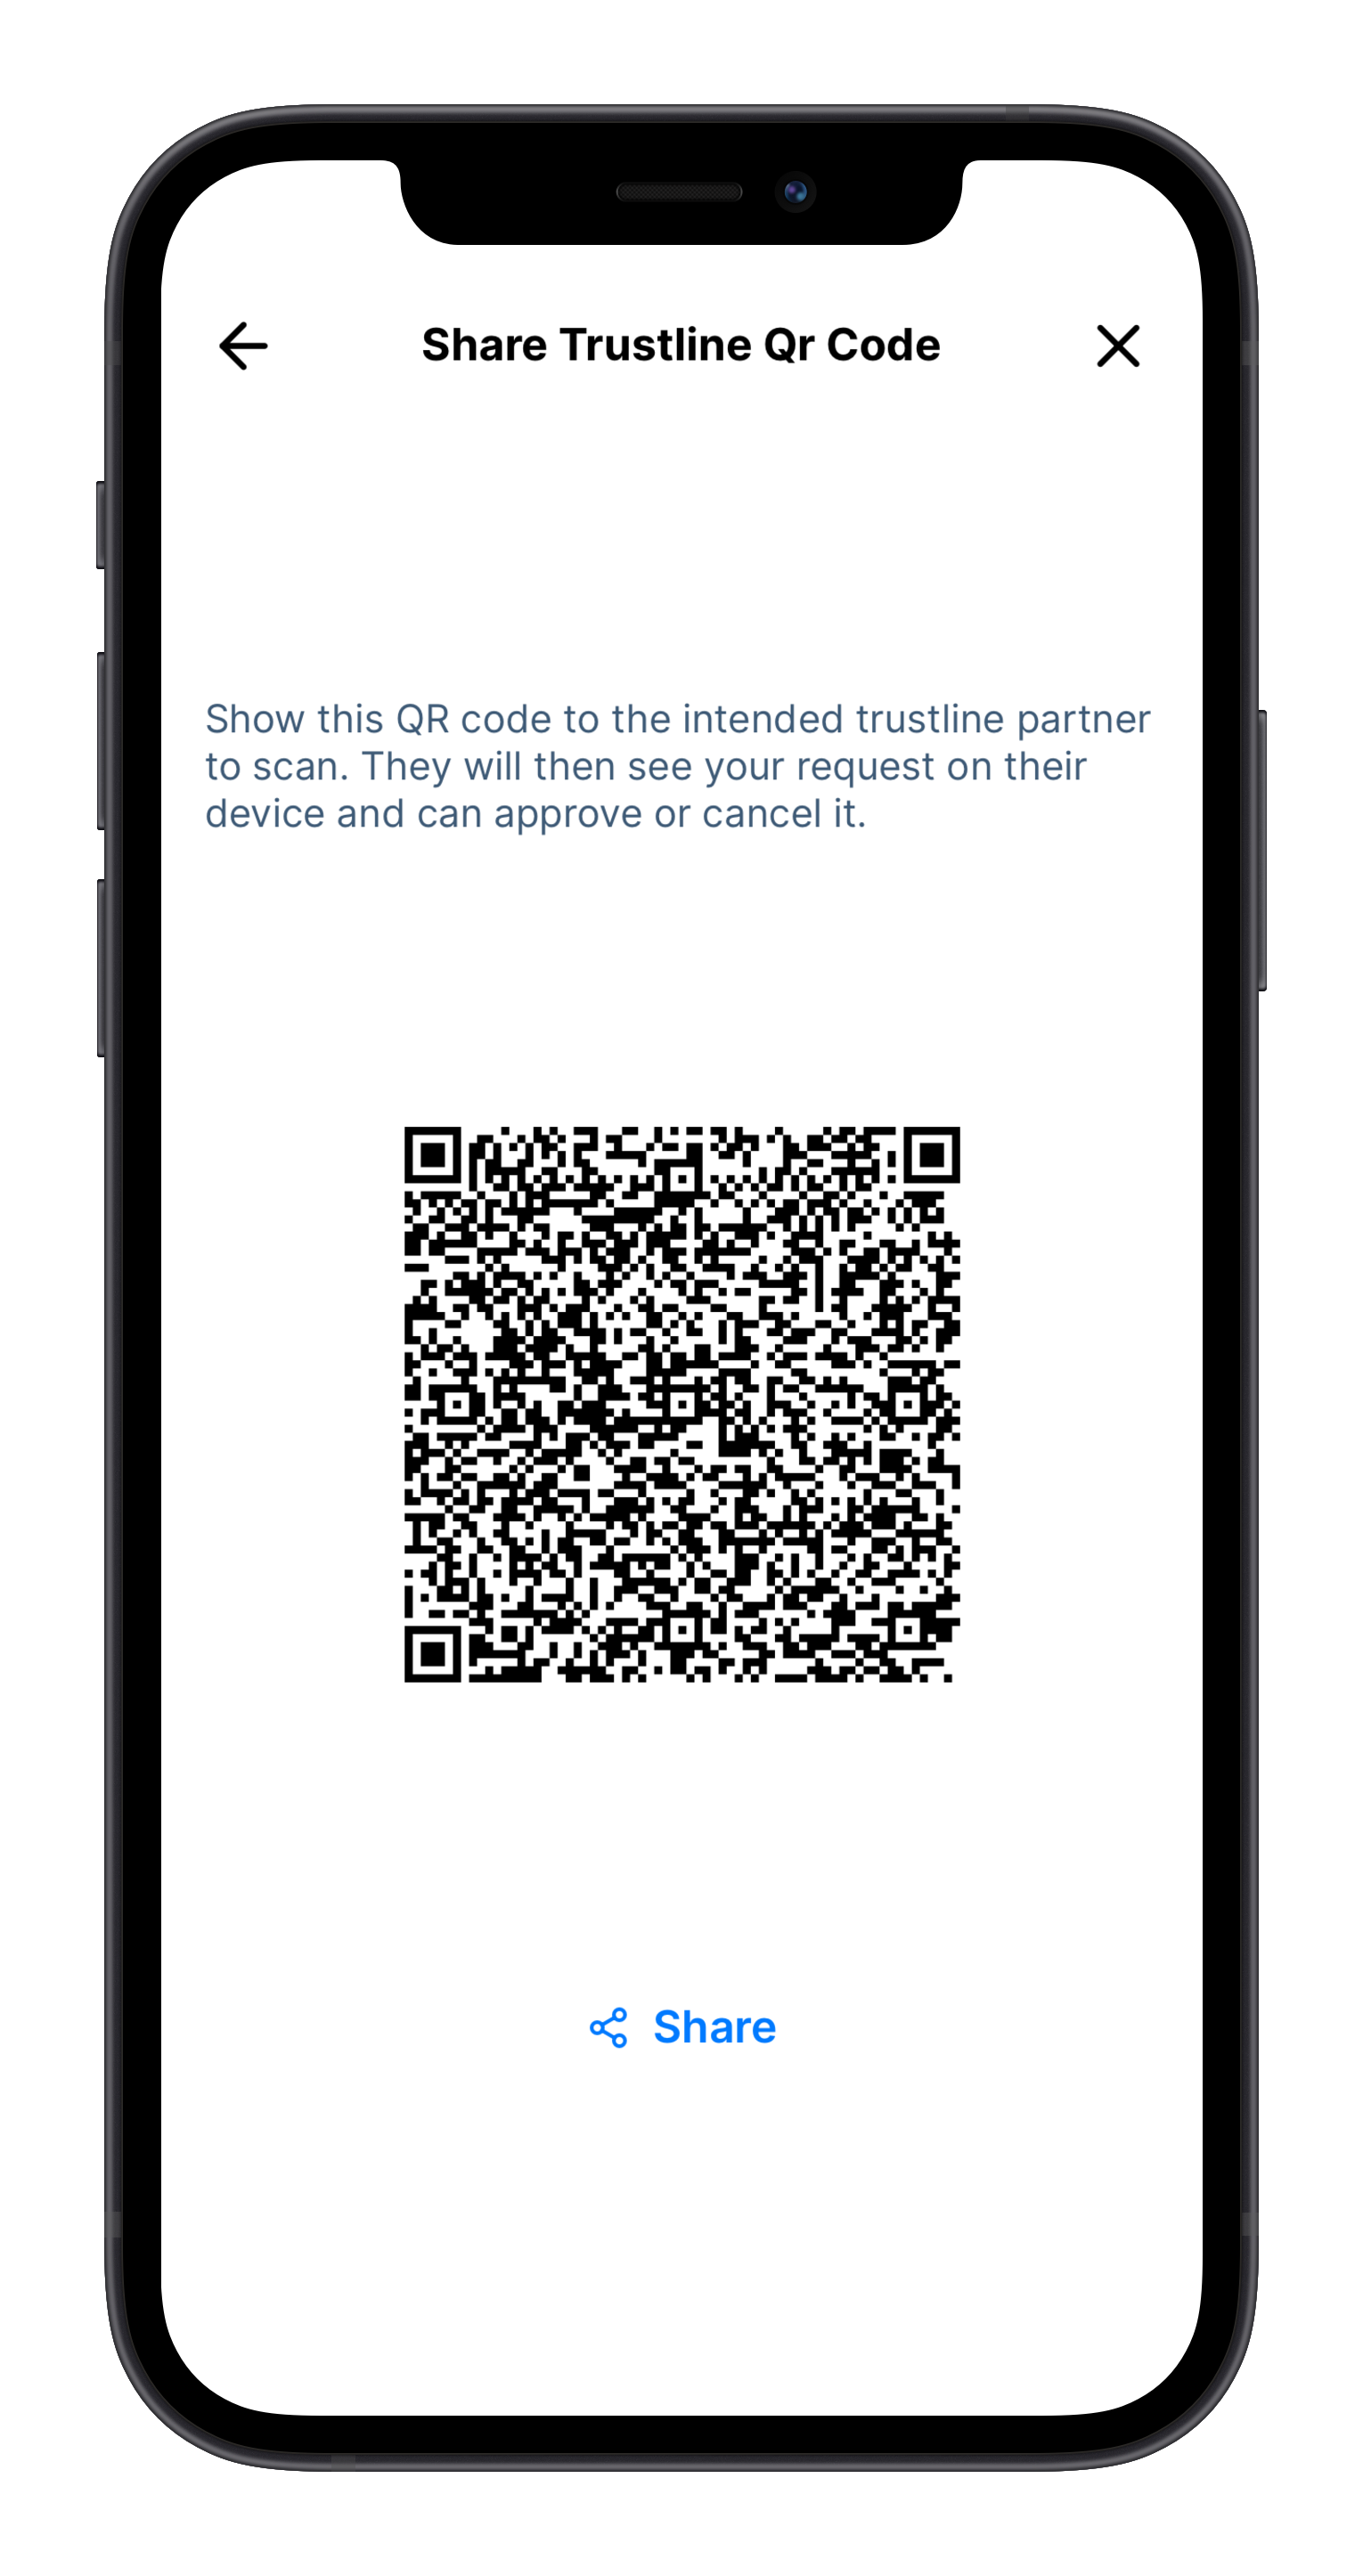 Share Trustline Qr Code
Show this QR code to the intended trustline partner
to scan. They will then see your request on their
device and can approve or cancel it.
Share